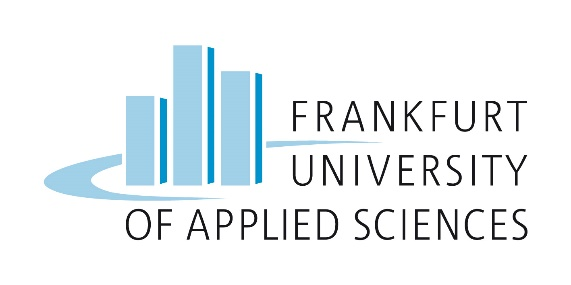 FRANKFURT
UNIVERSITY
OF APPLIED SCIENCES